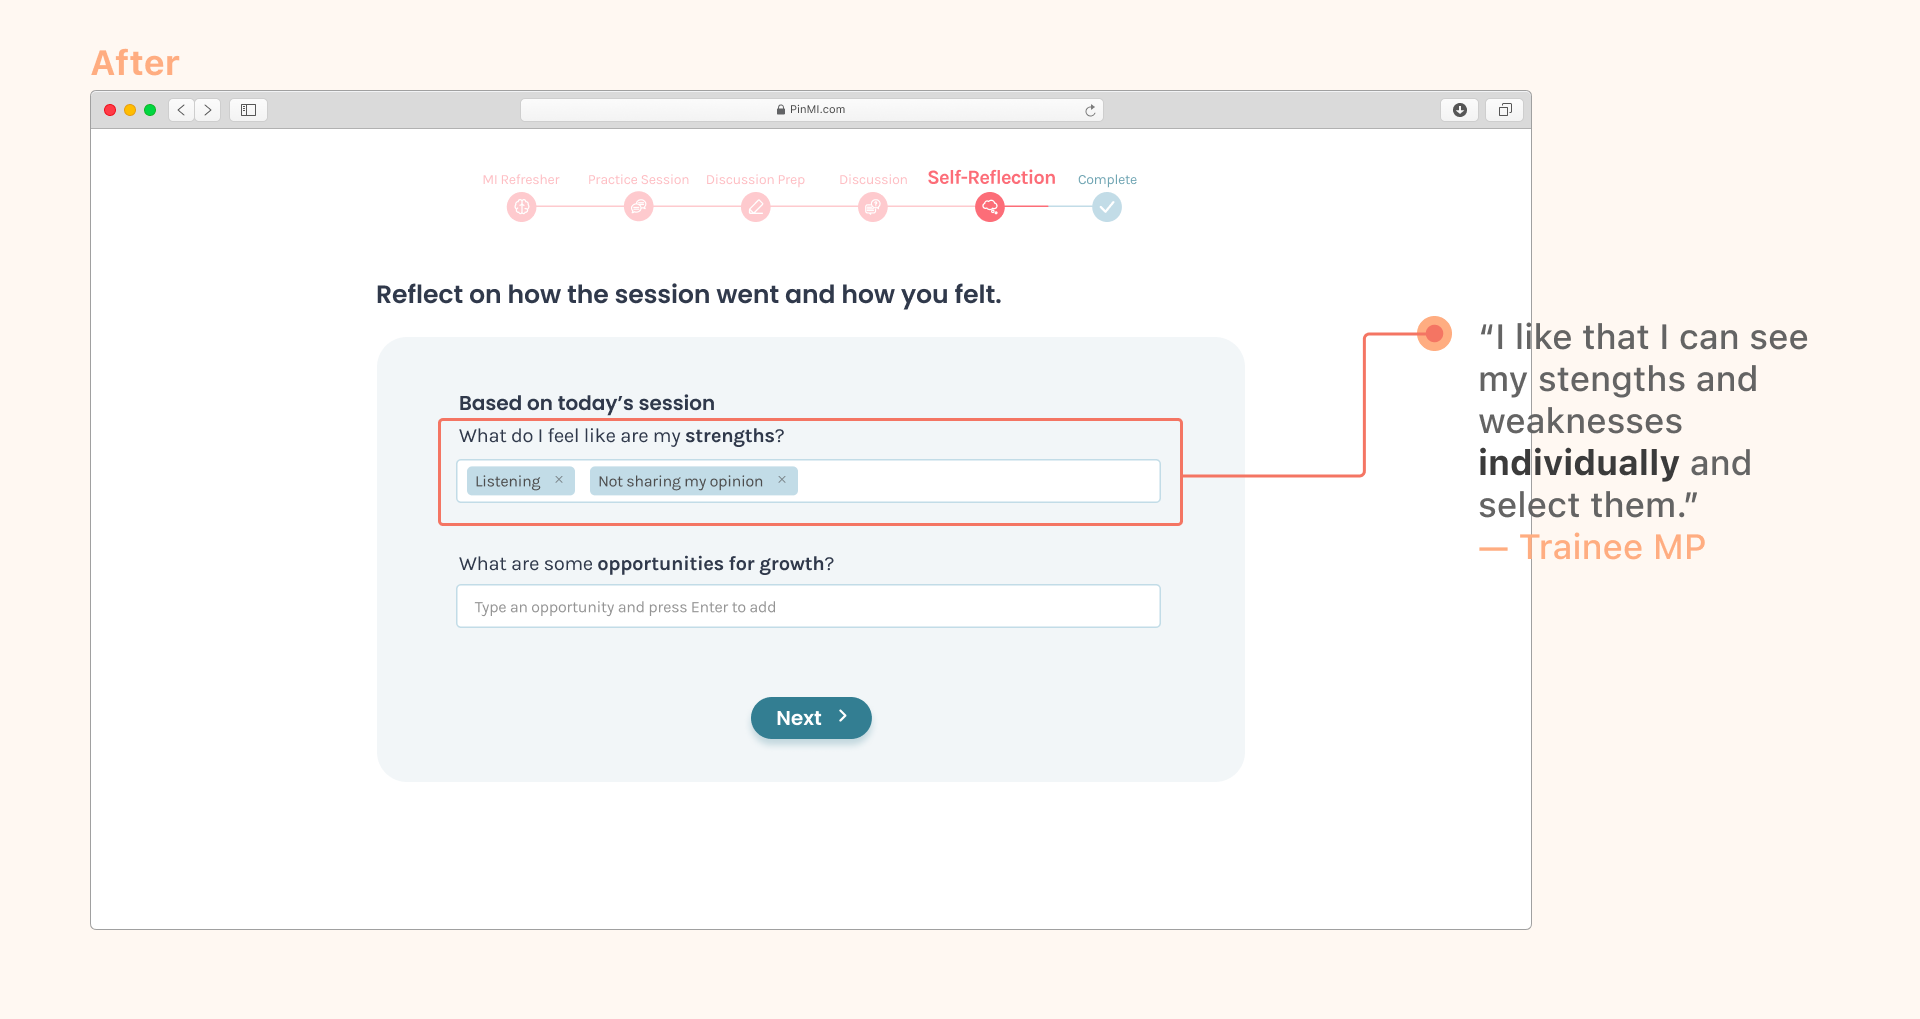 After
PinMI.com
MI Refresher
Practice Session
Discussion Prep
Discussion
Self-Reflection
Complete
Reflect on how the session went and how you felt.
Based on today’s session
What do I feel like are my strengths?
Listening ×
Not sharing my opinion ×
What are some opportunities for growth?
Type an opportunity and press Enter to add
Next
“I like that I can see
my stengths and
weaknesses
individually and
select them.”
— Trainee MP